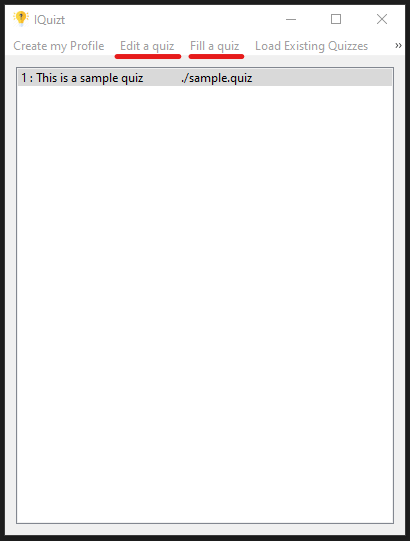 IQuizt
Create my Profile Edit a quiz Fill a quiz Load Existing Quizzes »
1 : This is a sample quiz ./sample.quiz